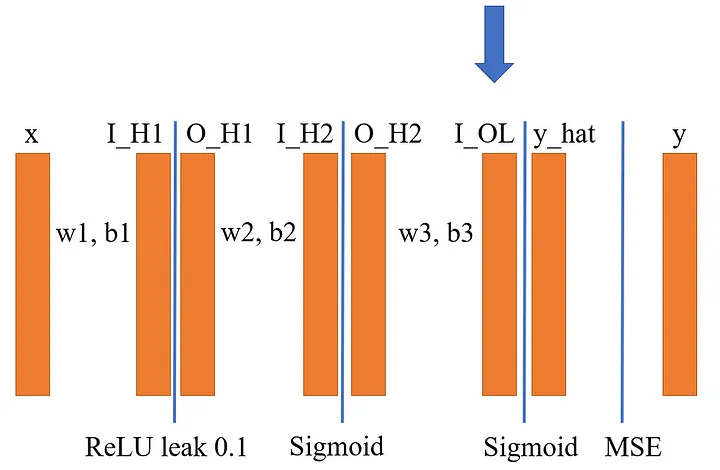 x I_H1 O_H1 I_H2 O_H2 I_OL y_hat y
w1, b1 w2, b2 w3, b3
ReLU leak 0.1 Sigmoid Sigmoid MSE